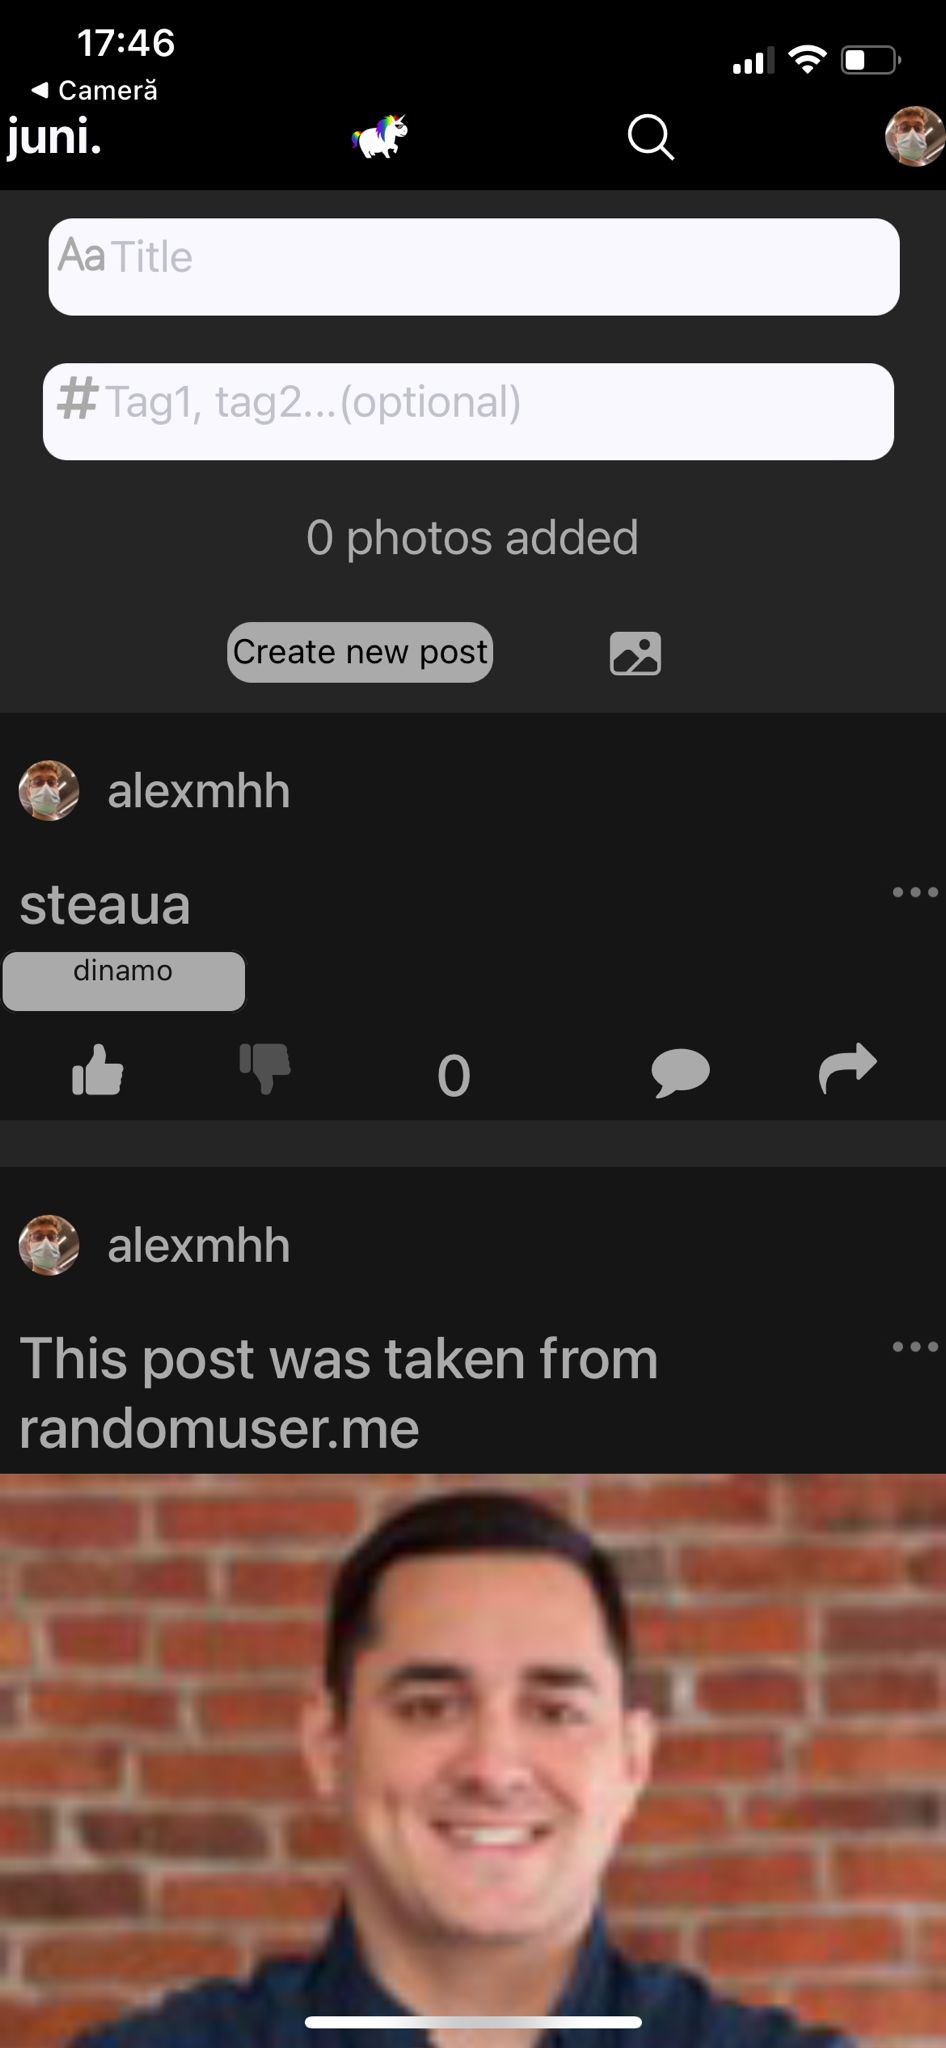 17:46
◀ Cameră
juni.
Aa Title
# Tag1, tag2...(optional)
0 photos added
Create new post
alexmhh
steaua
dinamo
0
alexmhh
This post was taken from
randomuser.me